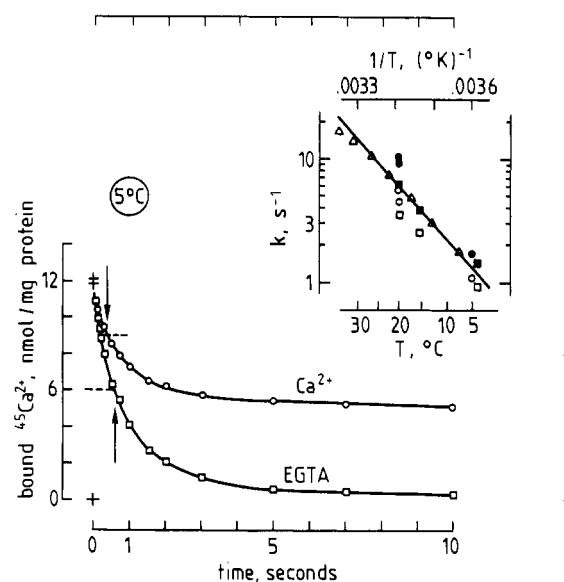 1/T, (°K)⁻¹
.0033 .0036
10
3
1
k, s⁻¹
30 20 10 5
T, °C
5°C
12
6
0
bound ⁴⁵Ca²⁺, nmol/mg protein
Ca²⁺
EGTA
0 1 5 10
time, seconds